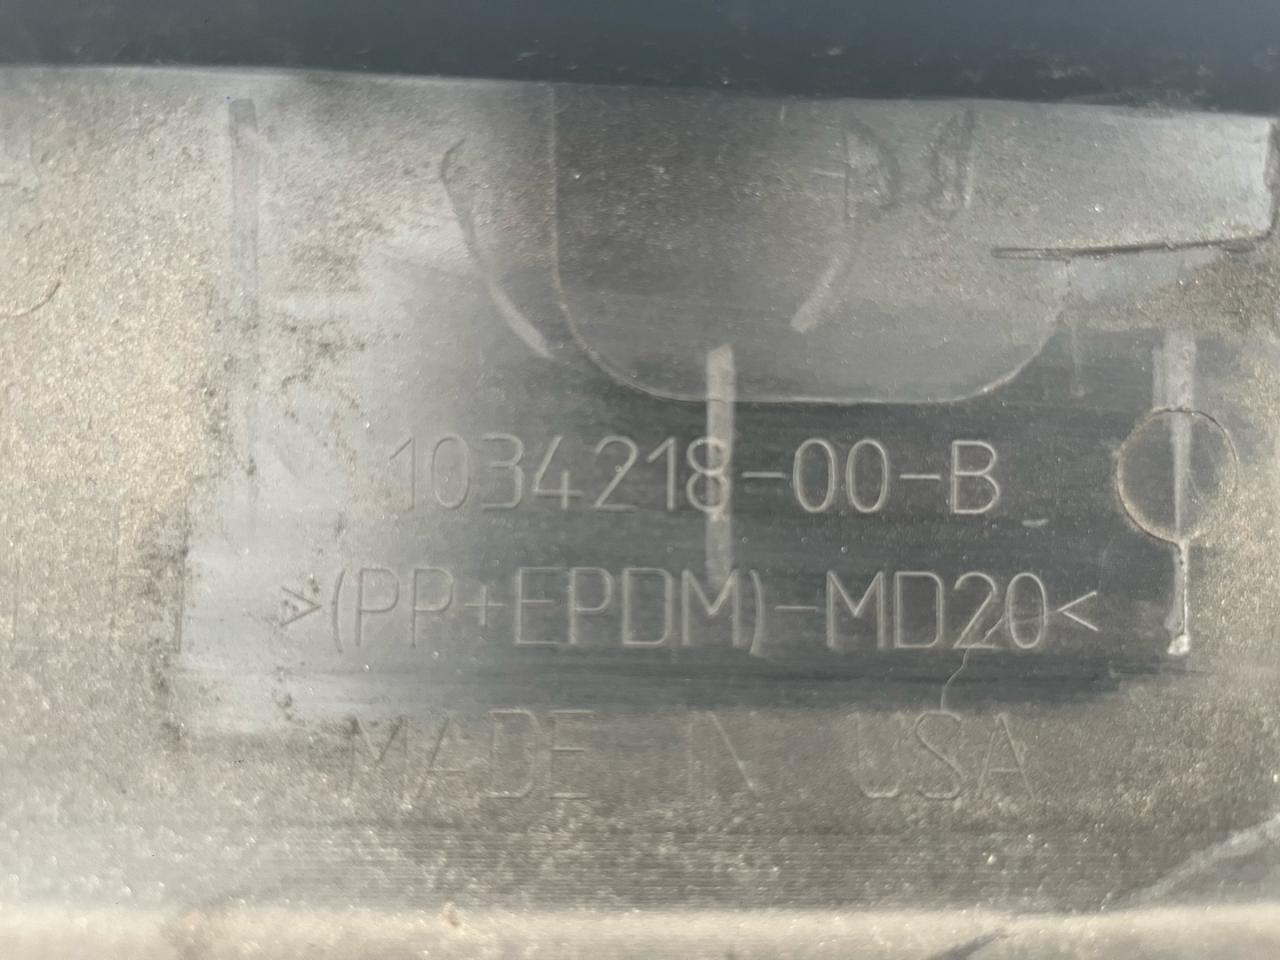 1034218-00-B
>(PP+EPDM)-MD20<
MADE IN USA